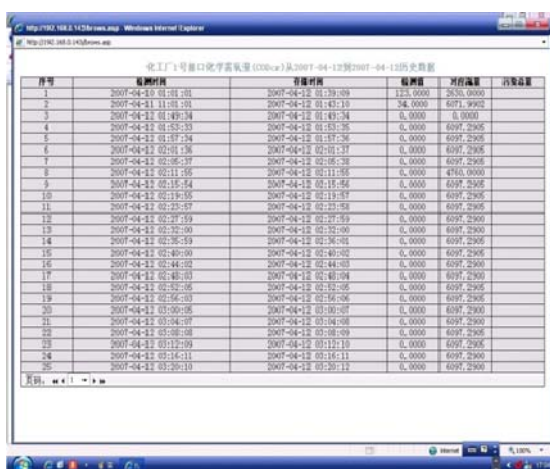 http://192.168.0.143/brows.asp - Windows Internet Explorer
http://192.168.0.143/brows.asp
化工厂1号排口化学需氧量(CODcr)从2007-04-12到2007-04-12历史数据
序号 检测时间 存储时间 检测值 对应流量 污染总量
1 2007-04-10 01:01:01 2007-04-12 01:39:09 123.0000 2630.0000
2 2007-04-11 11:01:01 2007-04-12 01:43:10 34.0000 6071.9902
3 2007-04-12 01:49:34 2007-04-12 01:49:34 0.0000 0.0000
4 2007-04-12 01:53:33 2007-04-12 01:53:35 0.0000 6097.2905
5 2007-04-12 01:57:34 2007-04-12 01:57:36 0.0000 6097.2905
6 2007-04-12 02:01:36 2007-04-12 02:01:37 0.0000 6097.2905
7 2007-04-12 02:05:37 2007-04-12 02:05:38 0.0000 6097.2905
8 2007-04-12 02:11:55 2007-04-12 02:11:55 0.0000 4760.0000
9 2007-04-12 02:15:54 2007-04-12 02:15:56 0.0000 6097.2905
10 2007-04-12 02:19:55 2007-04-12 02:19:57 0.0000 6097.2900
11 2007-04-12 02:23:57 2007-04-12 02:23:58 0.0000 6097.2905
12 2007-04-12 02:27:59 2007-04-12 02:27:59 0.0000 6097.2900
13 2007-04-12 02:32:00 2007-04-12 02:32:00 0.0000 6097.2900
14 2007-04-12 02:35:59 2007-04-12 02:36:01 0.0000 6097.2905
15 2007-04-12 02:40:00 2007-04-12 02:40:02 0.0000 6097.2905
16 2007-04-12 02:44:02 2007-04-12 02:44:03 0.0000 6097.2900
17 2007-04-12 02:48:03 2007-04-12 02:48:04 0.0000 6097.2900
18 2007-04-12 02:52:05 2007-04-12 02:52:05 0.0000 6097.2905
19 2007-04-12 02:56:03 2007-04-12 02:56:06 0.0000 6097.2905
20 2007-04-12 03:00:05 2007-04-12 03:00:07 0.0000 6097.2900
21 2007-04-12 03:04:07 2007-04-12 03:04:08 0.0000 6097.2900
22 2007-04-12 03:08:08 2007-04-12 03:08:09 0.0000 6097.2900
23 2007-04-12 03:12:09 2007-04-12 03:12:10 0.0000 6097.2905
24 2007-04-12 03:16:11 2007-04-12 03:16:11 0.0000 6097.2900
25 2007-04-12 03:20:10 2007-04-12 03:20:12 0.0000 6097.2905
页码: 1
Internet 100%